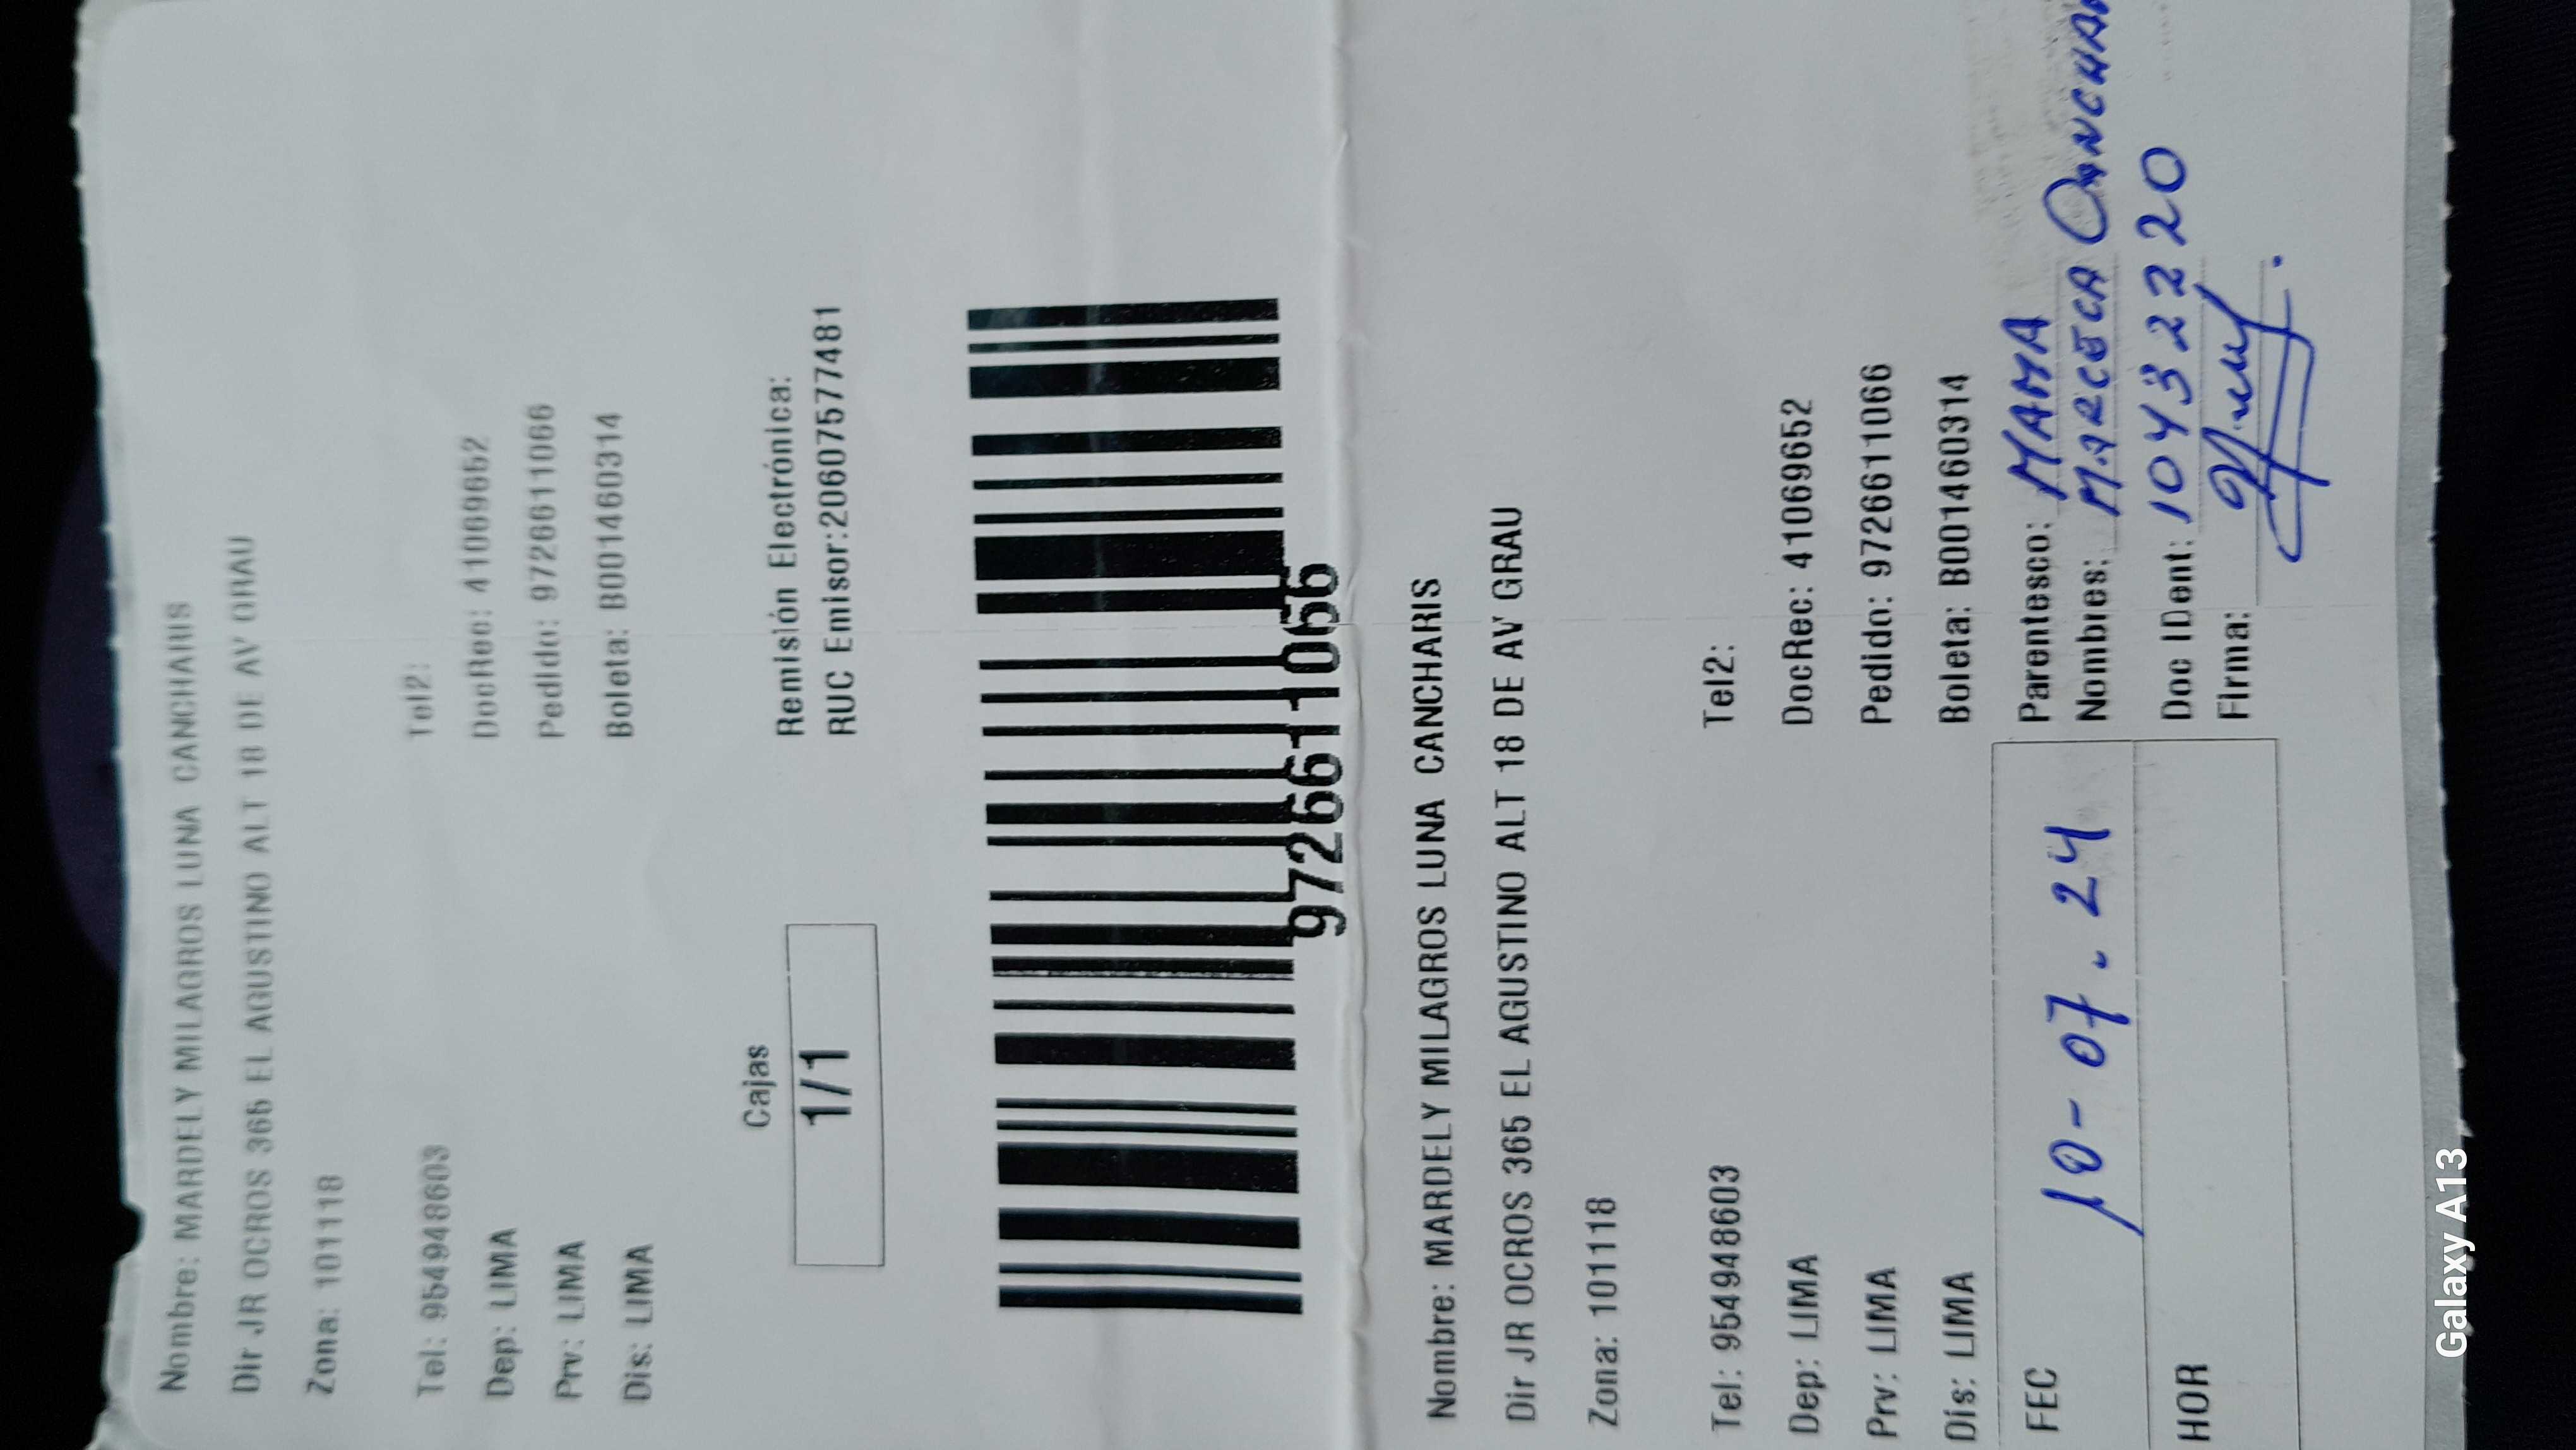 Nombre: MARDELY MILAGROS LUNA CANCHARIS
Dir JR OCROS 365 EL AGUSTINO ALT 18 DE AV GRAU
Zona: 101118
Tel: 954948603 Tel2:
Dep: LIMA DocRec: 41069652
Prv: LIMA Pedido: 9726611066
Dis: LIMA Boleta: B001460314
Cajas Remisión Electrónica:
1/1 RUC Emisor:20607577481
9726611066
Nombre: MARDELY MILAGROS LUNA CANCHARIS
Dir JR OCROS 365 EL AGUSTINO ALT 18 DE AV GRAU
Zona: 101118
Tel: 954948603 Tel2:
Dep: LIMA DocRec: 41069652
Prv: LIMA Pedido: 9726611066
Dis: LIMA Boleta: B001460314
FEC 10-07.24 Parentesco: MAMA
Nombres:
HOR Doc IDent: 10432220
Firma:
Galaxy A13